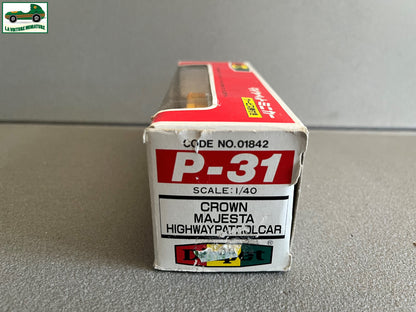 LA VOITURE MINIATURE
CODE NO.01842
P-31
SCALE:1/40
CROWN
MAJESTA
HIGHWAYPATROLCAR
®